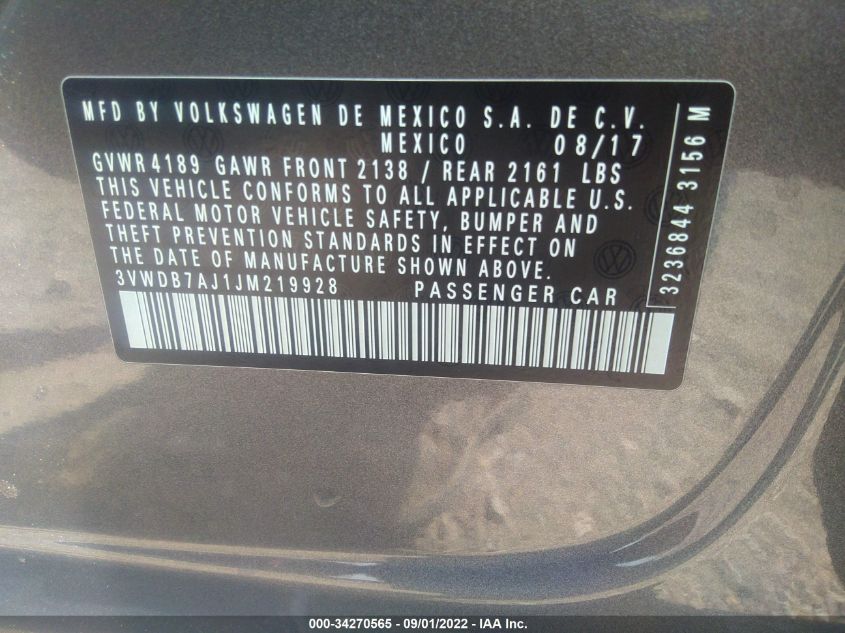 MFD BY VOLKSWAGEN DE MEXICO S.A. DE C.V.
MEXICO 08/17
GVWR 4189 GAWR FRONT 2138 / REAR 2161 LBS
THIS VEHICLE CONFORMS TO ALL APPLICABLE U.S.
FEDERAL MOTOR VEHICLE SAFETY, BUMPER AND
THEFT PREVENTION STANDARDS IN EFFECT ON
THE DATE OF MANUFACTURE SHOWN ABOVE.
3VWDB7AJ1JM219928 PASSENGER CAR
3236844 3156 M
000-34270565 - 09/01/2022 - IAA Inc.